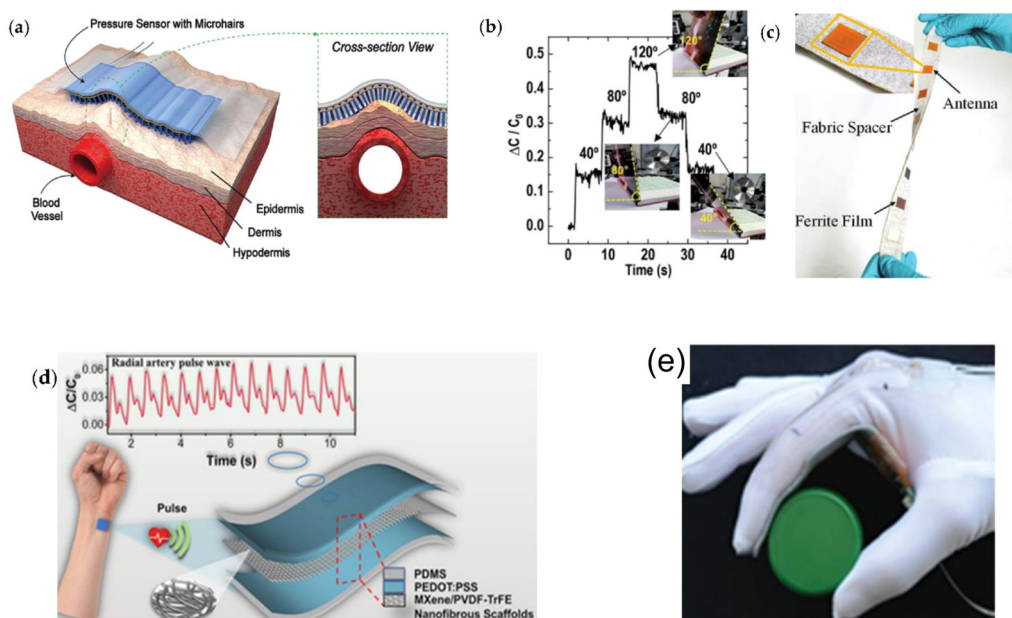 (a)
Pressure Sensor with Microhairs
Cross-section View
Blood
Vessel
Epidermis
Dermis
Hypodermis
(b)
ΔC / C₀
0.5
0.4
0.3
0.2
0.1
0.0
120°
120°
80°
80°
80°
40°
40°
40°
0
10
20
30
40
Time (s)
(c)
Antenna
Fabric Spacer
Ferrite Film
(d)
Radial artery pulse wave
ΔC/C₀
0.06
0.03
0.00
2
4
6
8
10
Time (s)
Pulse
PDMS
PEDOT:PSS
MXene/PVDF-TrFE
Nanofibrous Scaffolds
(e)